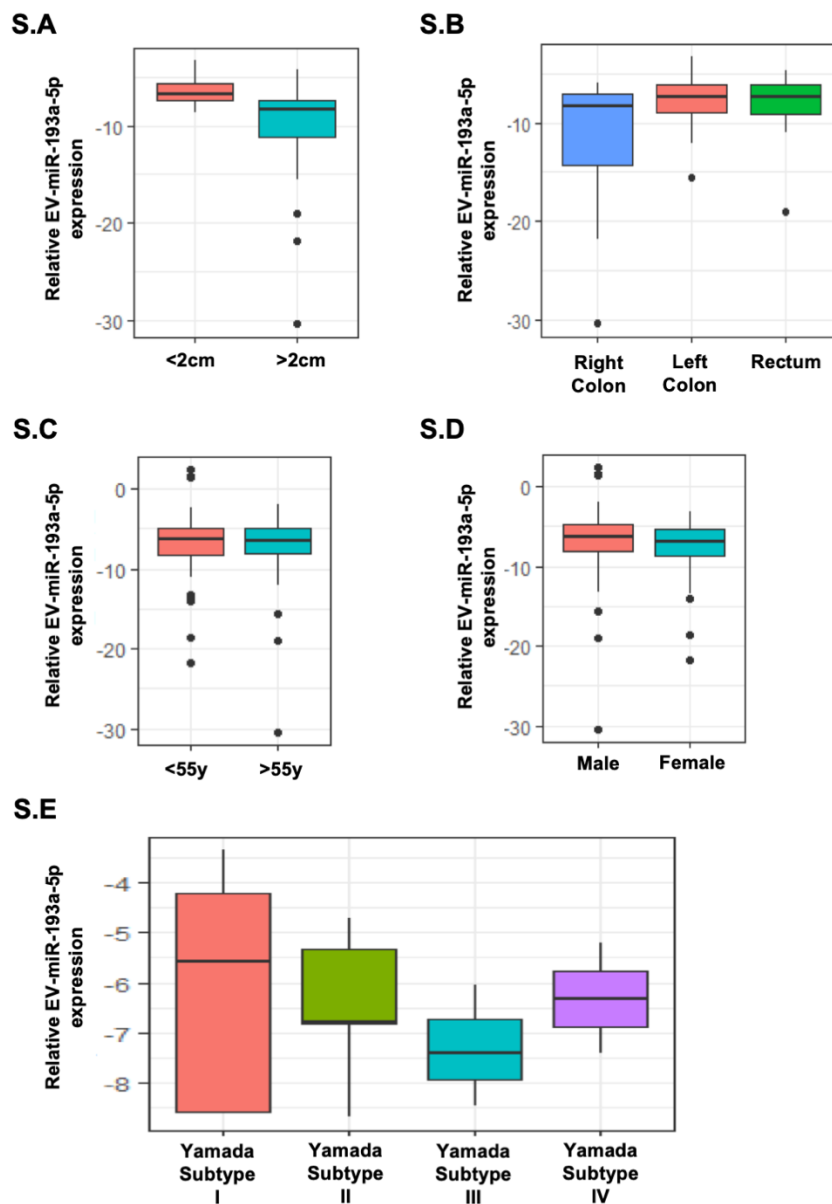 S.A
Relative EV-miR-193a-5p
expression
-10
-20
-30
<2cm
>2cm
S.B
Relative EV-miR-193a-5p
expression
-10
-20
-30
Right
Colon
Left
Colon
Rectum
S.C
Relative EV-miR-193a-5p
expression
0
-10
-20
-30
<55y
>55y
S.D
Relative EV-miR-193a-5p
expression
0
-10
-20
-30
Male
Female
S.E
Relative EV-miR-193a-5p
expression
-4
-5
-6
-7
-8
Yamada
Subtype
I
Yamada
Subtype
II
Yamada
Subtype
III
Yamada
Subtype
IV